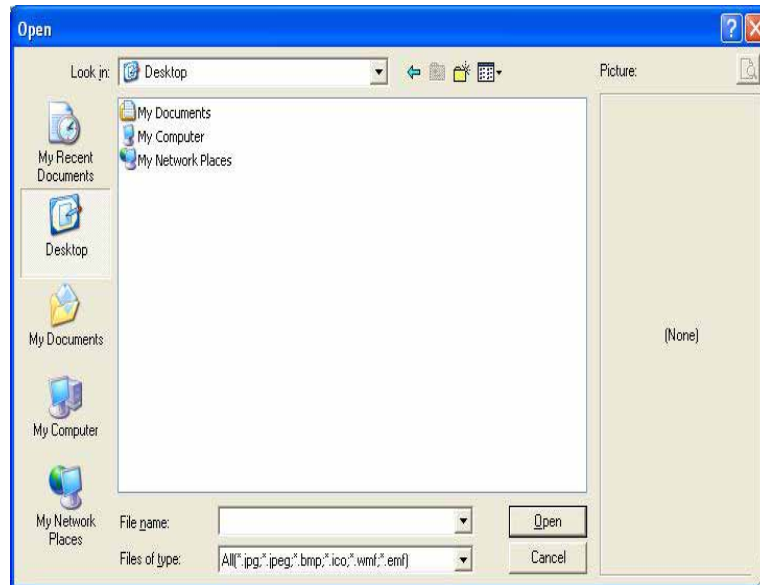 Open
Look in: Desktop
Picture:
My Documents
My Computer
My Network Places
My Recent
Documents
Desktop
My Documents
My Computer
My Network
Places
(None)
File name:
Open
Files of type: All(*.jpg;*.jpeg;*.bmp;*.ico;*.wmf;*.emf)
Cancel